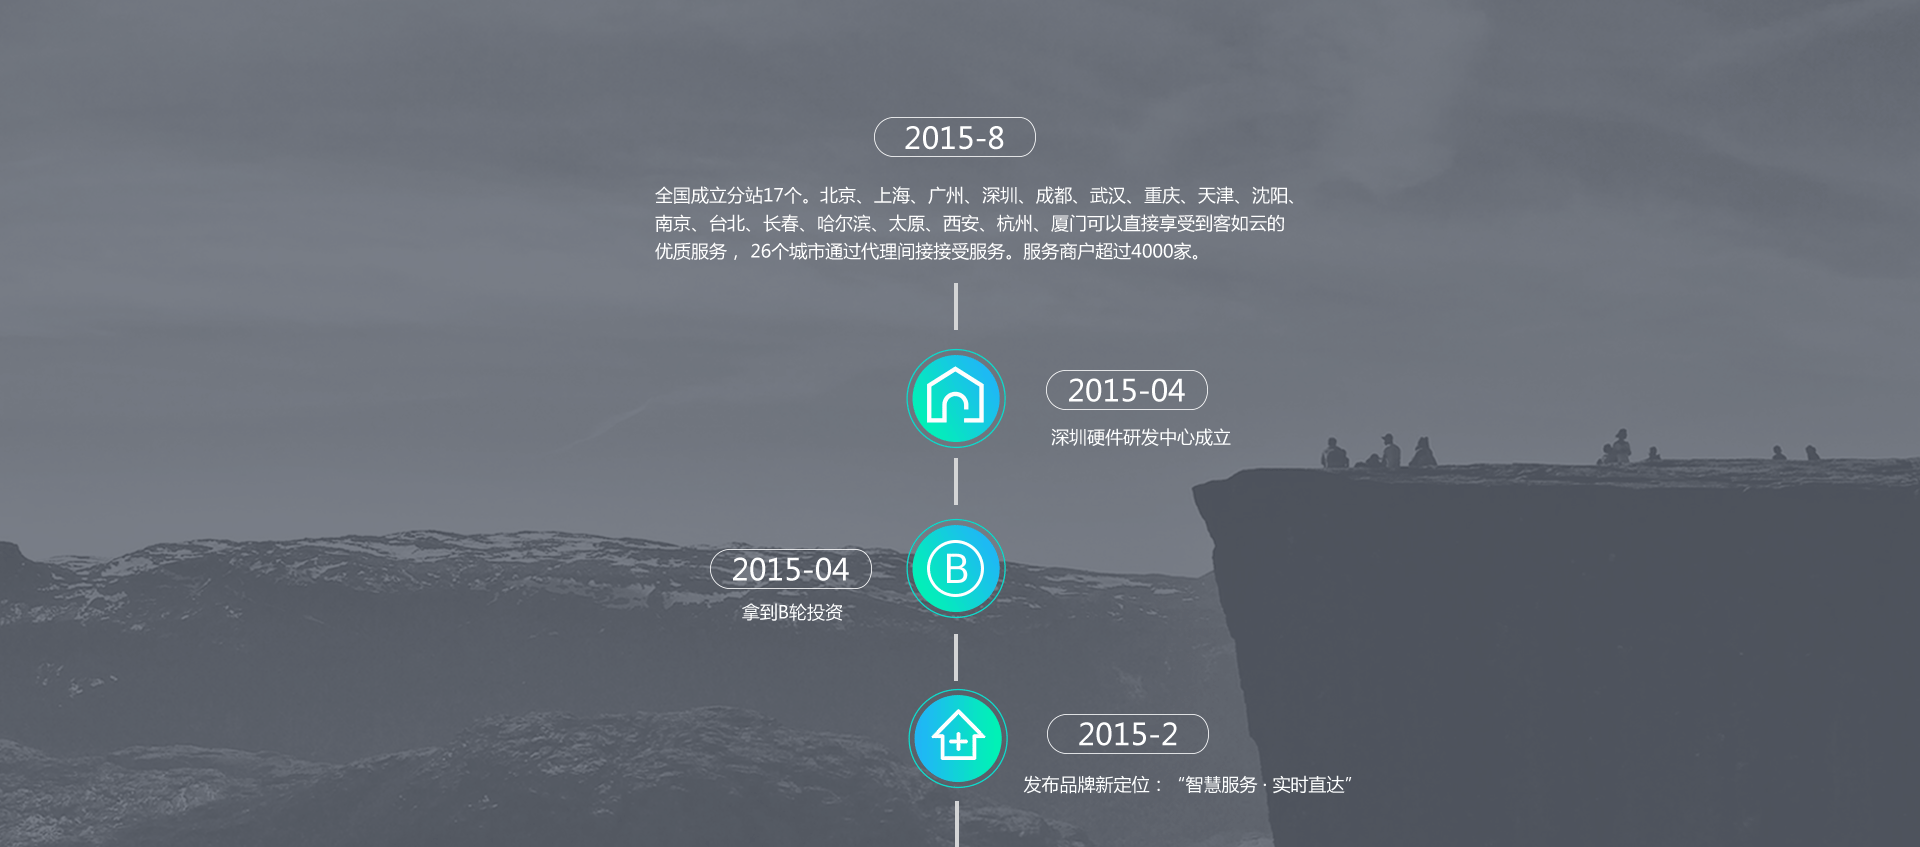 2015-8
全国成立分站17个。北京、上海、广州、深圳、成都、武汉、重庆、天津、沈阳、
南京、台北、长春、哈尔滨、太原、西安、杭州、厦门可以直接享受到客如云的
优质服务，26个城市通过代理间接接受服务。服务商户超过4000家。
2015-04
深圳硬件研发中心成立
2015-04
B
拿到B轮投资
2015-2
发布品牌新定位：“智慧服务·实时直达”